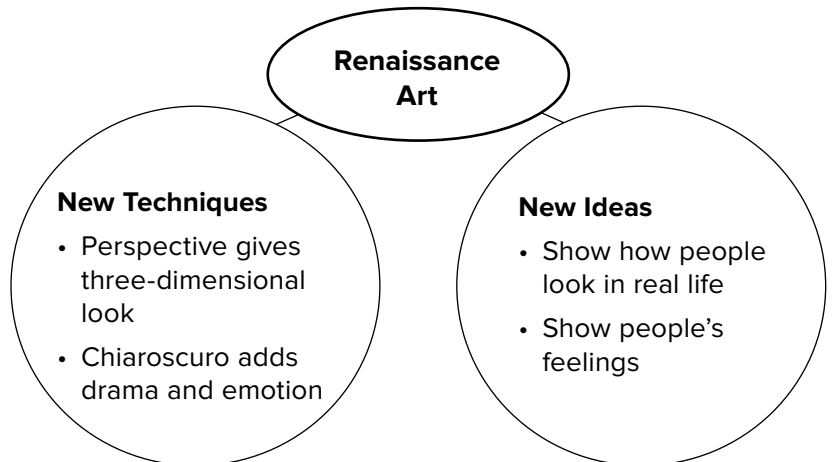 Renaissance
Art
New Techniques
• Perspective gives
three-dimensional
look
• Chiaroscuro adds
drama and emotion
New Ideas
• Show how people
look in real life
• Show people’s
feelings